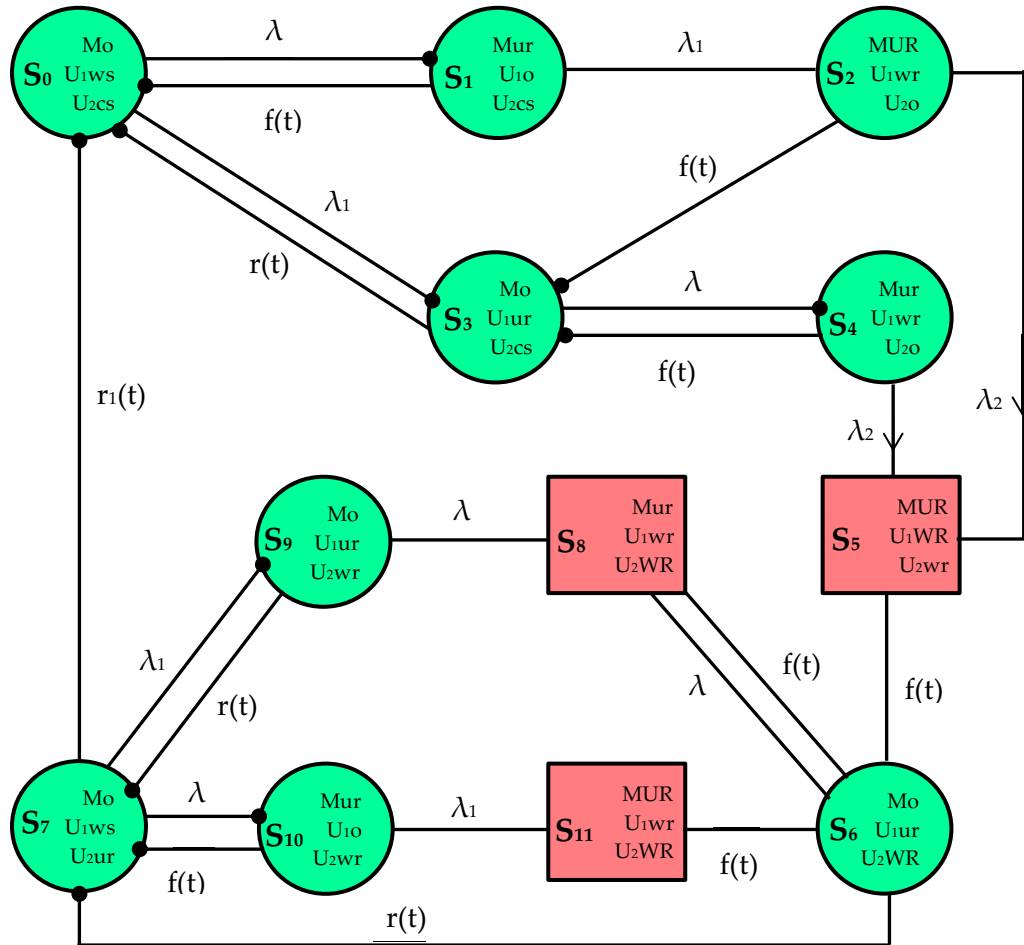 λ
f(t)
λ1
S0
Mo
U1ws
U2cs
S1
Mur
U1o
U2cs
S2
MUR
U1wr
U2o
λ1
r(t)
f(t)
S3
Mo
U1ur
U2cs
λ
f(t)
S4
Mur
U1wr
U2o
r1(t)
λ2
λ2
S9
Mo
U1ur
U2wr
λ
S8
Mur
U1wr
U2WR
S5
MUR
U1WR
U2wr
λ1
r(t)
f(t)
λ
f(t)
S7
Mo
U1ws
U2ur
λ
f(t)
S10
Mur
U1o
U2wr
λ1
S11
MUR
U1wr
U2WR
f(t)
S6
Mo
U1ur
U2WR
r(t)